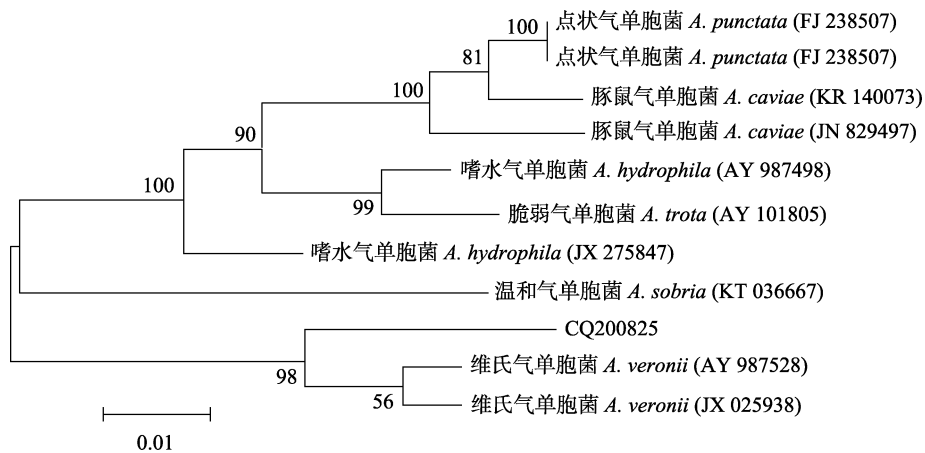 100
点状气单胞菌 A. punctata (FJ 238507)
点状气单胞菌 A. punctata (FJ 238507)
81
100
豚鼠气单胞菌 A. caviae (KR 140073)
豚鼠气单胞菌 A. caviae (JN 829497)
90
嗜水气单胞菌 A. hydrophila (AY 987498)
100
99
脆弱气单胞菌 A. trota (AY 101805)
嗜水气单胞菌 A. hydrophila (JX 275847)
温和气单胞菌 A. sobria (KT 036667)
CQ200825
98
维氏气单胞菌 A. veronii (AY 987528)
56
维氏气单胞菌 A. veronii (JX 025938)
0.01